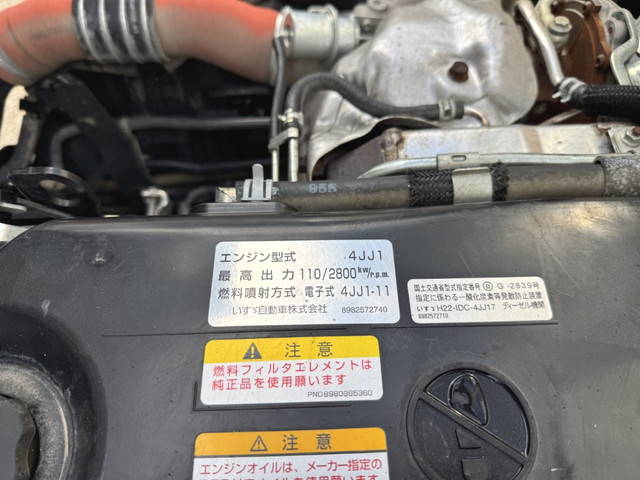 955
エンジン型式 4JJ1
最高出力 110/2800 kw/r.p.m.
燃料噴射方式 電子式 4JJ1-11
いすゞ自動車株式会社 8982572740
国土交通省型式指定番号 Ⓑ G-2639号
指定に係わる一酸化炭素等発散防止装置
いすゞH22-1DC-4JJ17 ディーゼル機関
8982572710
注意
燃料フィルタエレメントは
純正品を使用願います
PNO8980965360
注意
エンジンオイルは、メーカー指定の